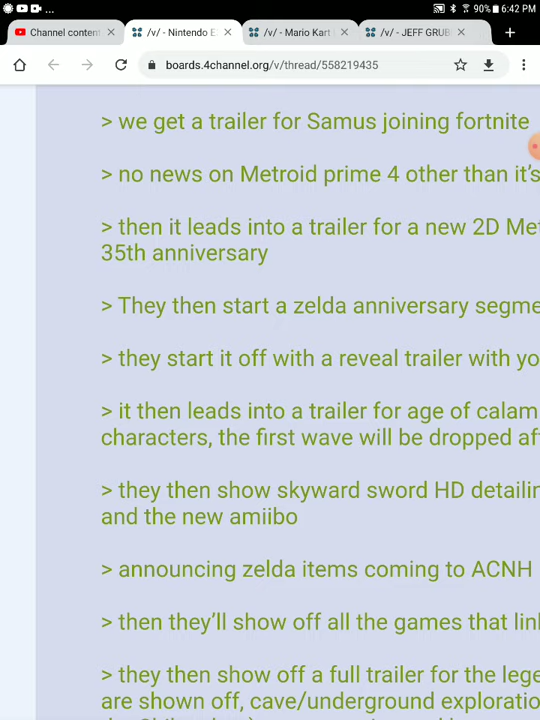 ... 90% 6:42 PM
Channel content
/v/ - Nintendo E
/v/ - Mario Kart
/v/ - JEFF GRUB
boards.4channel.org/v/thread/558219435
> we get a trailer for Samus joining fortnite
> no news on Metroid prime 4 other than it's
> then it leads into a trailer for a new 2D Met
35th anniversary
> They then start a zelda anniversary segme
> they start it off with a reveal trailer with yo
> it then leads into a trailer for age of calam
characters, the first wave will be dropped aft
> they then show skyward sword HD detailin
and the new amiibo
> announcing zelda items coming to ACNH
> then they'll show off all the games that link
> they then show off a full trailer for the lege
are shown off, cave/underground exploratio